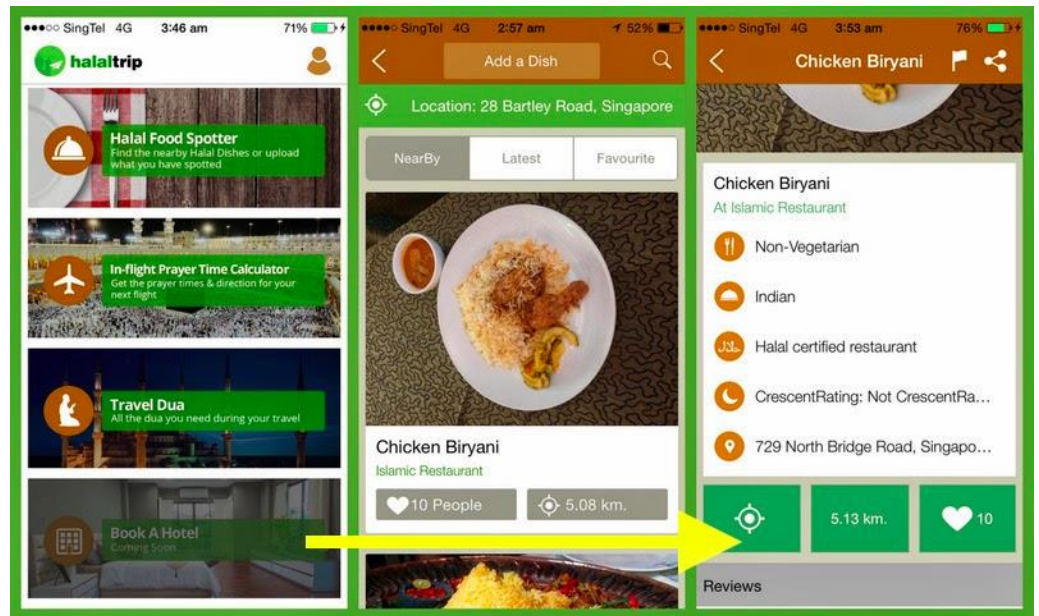 SingTel 4G 3:46 am 71%
halaltrip
Halal Food Spotter
Find the nearby Halal Dishes or upload
what you have spotted
In-flight Prayer Time Calculator
Get the prayer times & direction for your
next flight
Travel Dua
All the dua you need during your travel
Book A Hotel
Coming Soon
SingTel 4G 2:57 am 52%
Add a Dish
Location: 28 Bartley Road, Singapore
NearBy Latest Favourite
Chicken Biryani
Islamic Restaurant
10 People 5.08 km.
SingTel 4G 3:53 am 76%
Chicken Biryani
Chicken Biryani
At Islamic Restaurant
Non-Vegetarian
Indian
Halal certified restaurant
CrescentRating: Not CrescentRa...
729 North Bridge Road, Singapo...
5.13 km. 10
Reviews